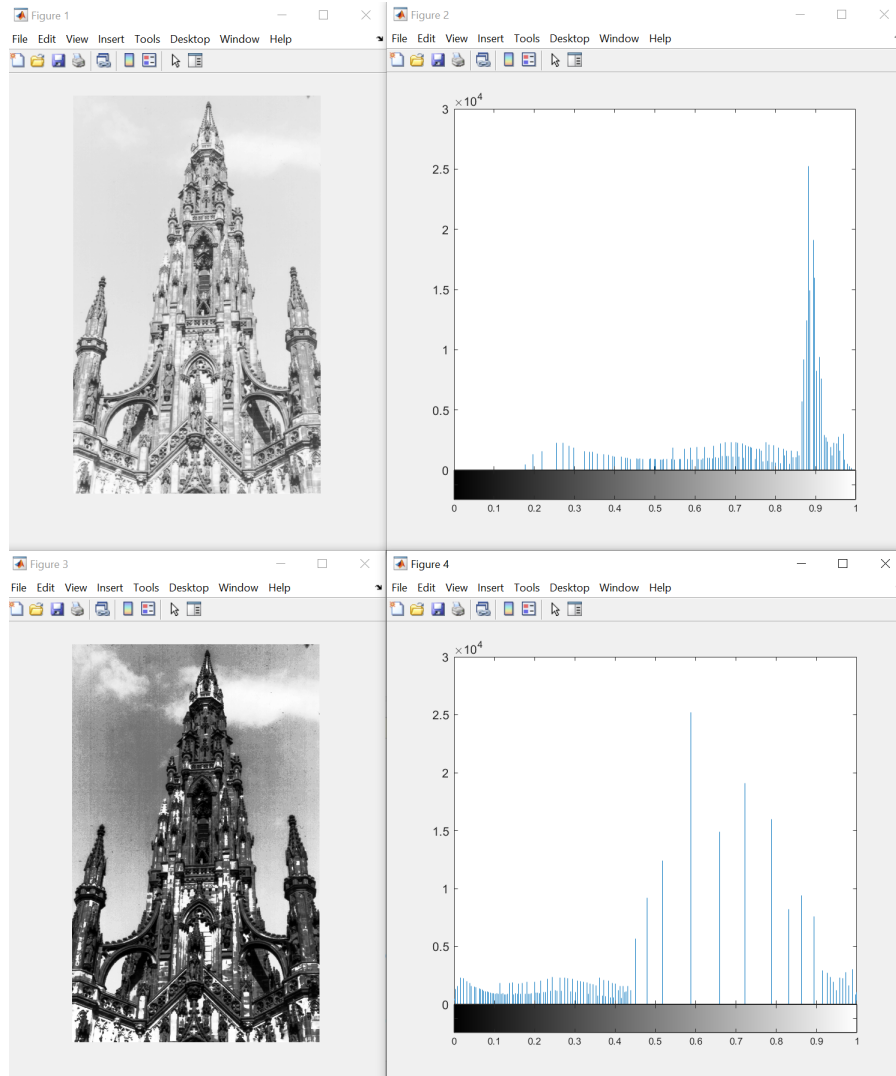 Figure 1
File Edit View Insert Tools Desktop Window Help
Figure 2
File Edit View Insert Tools Desktop Window Help
×10⁴
3
2.5
2
1.5
1
0.5
0
0 0.1 0.2 0.3 0.4 0.5 0.6 0.7 0.8 0.9 1
Figure 3
File Edit View Insert Tools Desktop Window Help
Figure 4
File Edit View Insert Tools Desktop Window Help
×10⁴
3
2.5
2
1.5
1
0.5
0
0 0.1 0.2 0.3 0.4 0.5 0.6 0.7 0.8 0.9 1